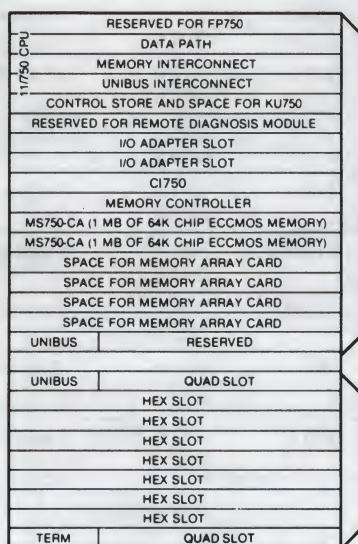 RESERVED FOR FP750
11/750 CPU
DATA PATH
MEMORY INTERCONNECT
UNIBUS INTERCONNECT
CONTROL STORE AND SPACE FOR KU750
RESERVED FOR REMOTE DIAGNOSIS MODULE
I/O ADAPTER SLOT
I/O ADAPTER SLOT
CI750
MEMORY CONTROLLER
MS750-CA (1 MB OF 64K CHIP ECCMOS MEMORY)
MS750-CA (1 MB OF 64K CHIP ECCMOS MEMORY)
SPACE FOR MEMORY ARRAY CARD
SPACE FOR MEMORY ARRAY CARD
SPACE FOR MEMORY ARRAY CARD
SPACE FOR MEMORY ARRAY CARD
UNIBUS RESERVED
UNIBUS QUAD SLOT
HEX SLOT
HEX SLOT
HEX SLOT
HEX SLOT
HEX SLOT
HEX SLOT
HEX SLOT
TERM QUAD SLOT